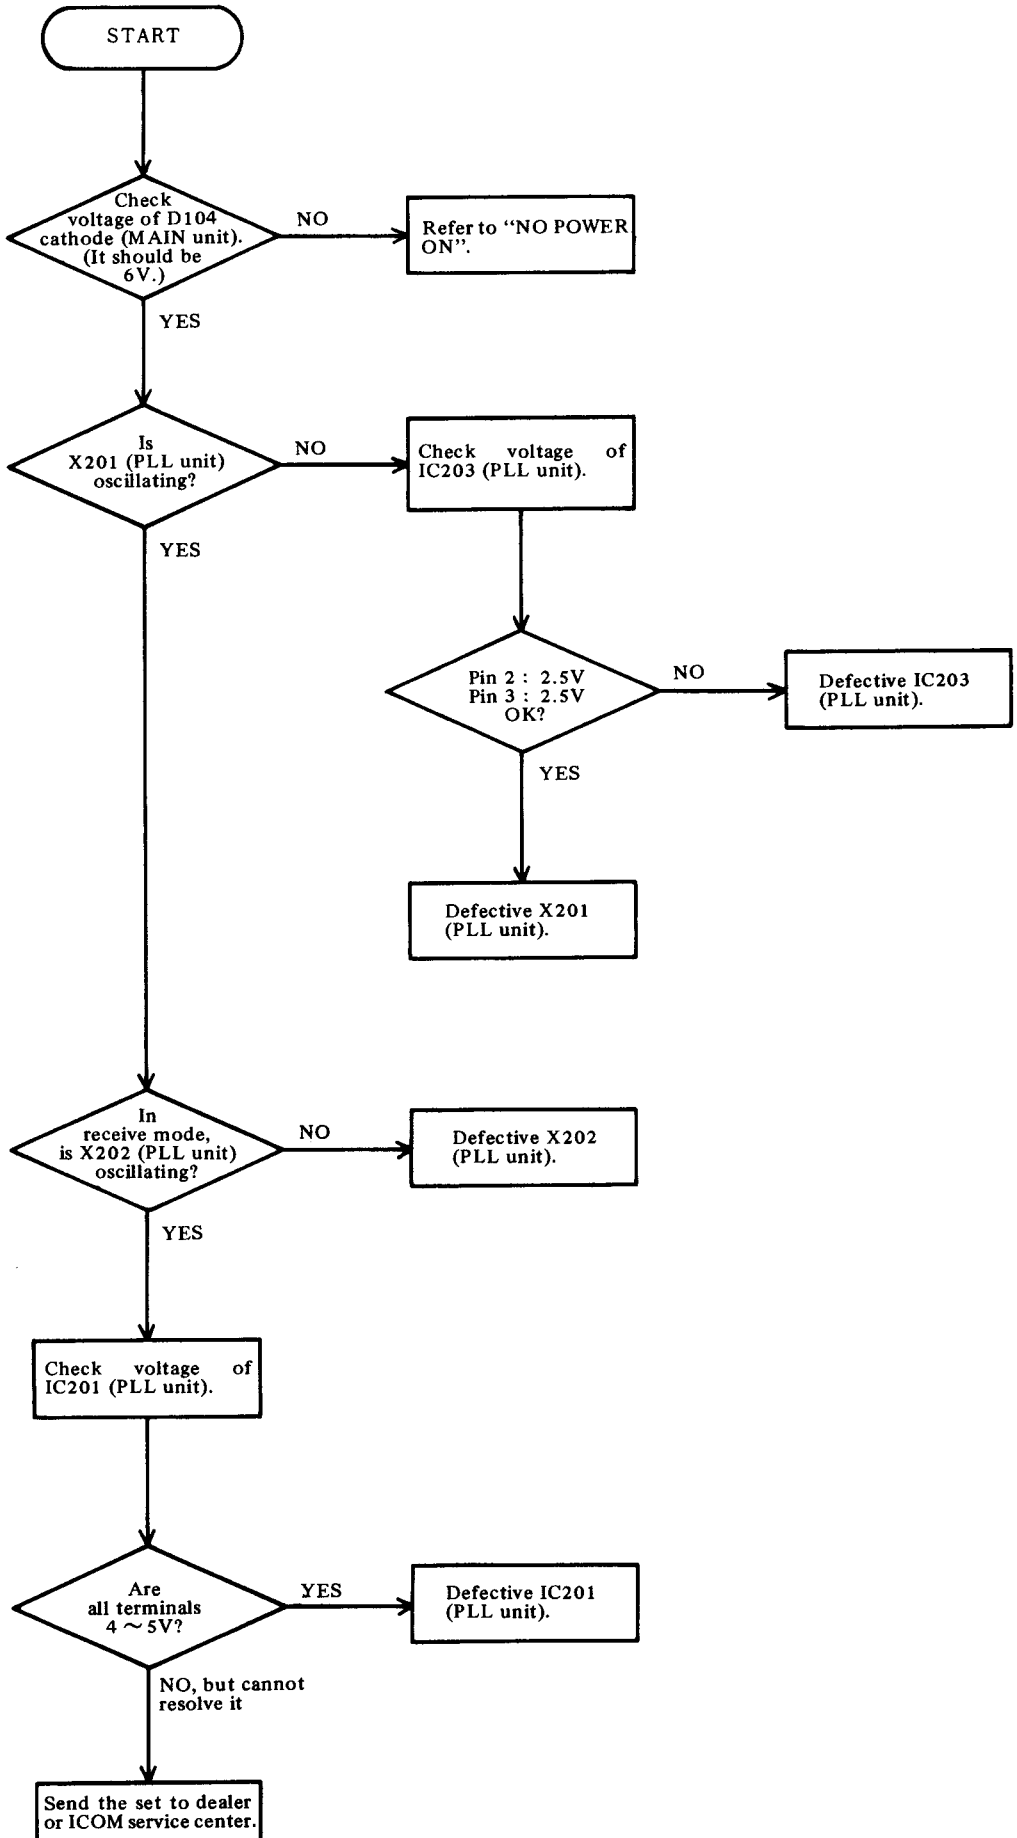 START
Check
voltage of D104
cathode (MAIN unit).
(It should be
6V.)
NO
Refer to “NO POWER
ON”.
YES
Is
X201 (PLL unit)
oscillating?
NO
Check voltage of
IC203 (PLL unit).
YES
Pin 2 : 2.5V
Pin 3 : 2.5V
OK?
NO
Defective IC203
(PLL unit).
YES
Defective X201
(PLL unit).
In
receive mode,
is X202 (PLL unit)
oscillating?
NO
Defective X202
(PLL unit).
YES
Check voltage of
IC201 (PLL unit).
Are
all terminals
4 ~ 5V?
YES
Defective IC201
(PLL unit).
NO, but cannot
resolve it
Send the set to dealer
or ICOM service center.